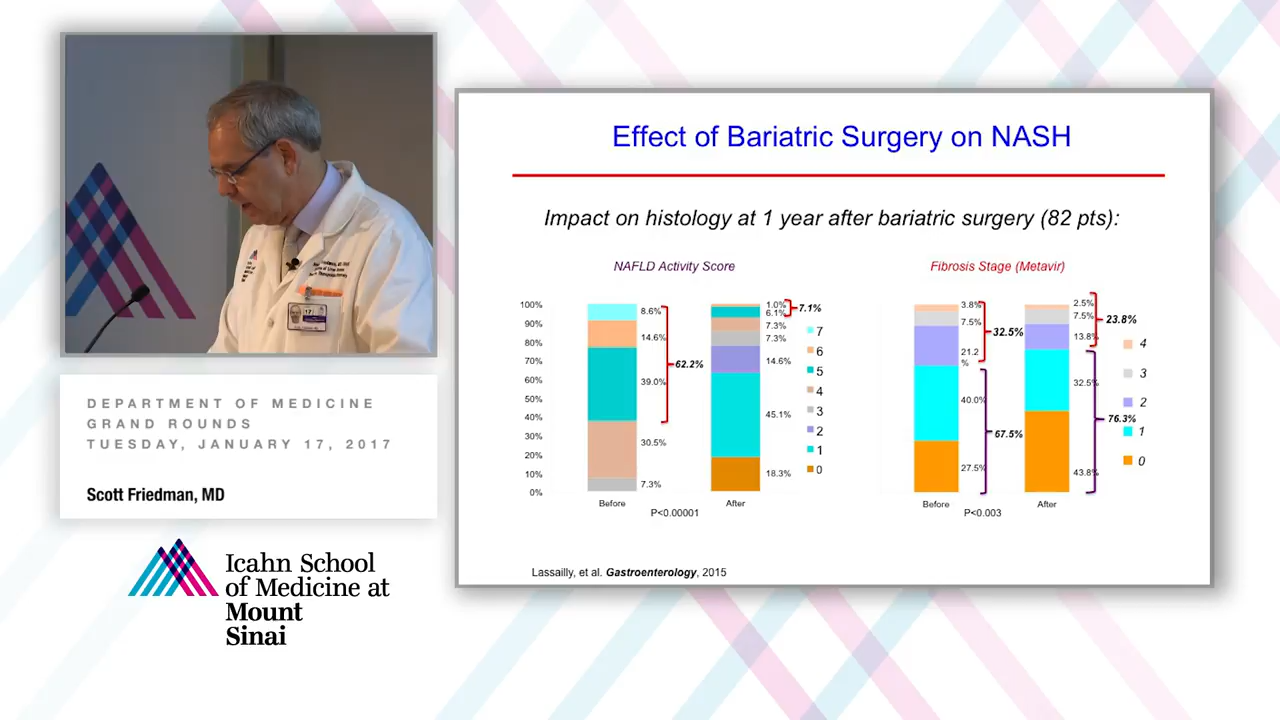 DEPARTMENT OF MEDICINE
GRAND ROUNDS
TUESDAY, JANUARY 17, 2017
Scott Friedman, MD
Icahn School
of Medicine at
Mount
Sinai
Effect of Bariatric Surgery on NASH
Impact on histology at 1 year after bariatric surgery (82 pts):
NAFLD Activity Score
100%
90%
80%
70%
60%
50%
40%
30%
20%
10%
0%
8.6%
14.6%
39.0%
30.5%
7.3%
62.2%
1.0%
6.1%
7.3%
7.3%
14.6%
45.1%
18.3%
7.1%
7
6
5
4
3
2
1
0
Before
After
P<0.00001
Fibrosis Stage (Metavir)
3.8%
7.5%
21.2
%
40.0%
27.5%
32.5%
67.5%
2.5%
7.5%
13.8%
32.5%
43.8%
23.8%
76.3%
4
3
2
1
0
Before
After
P<0.003
Lassailly, et al. Gastroenterology, 2015